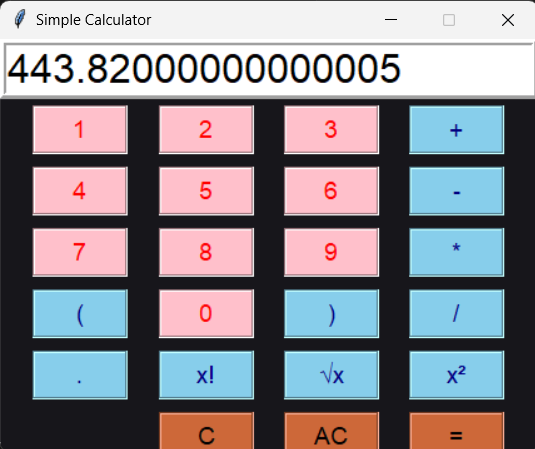 Simple Calculator
443.82000000000005
1 2 3 +
4 5 6 -
7 8 9 *
( 0 ) /
. x! √x x²
C AC =